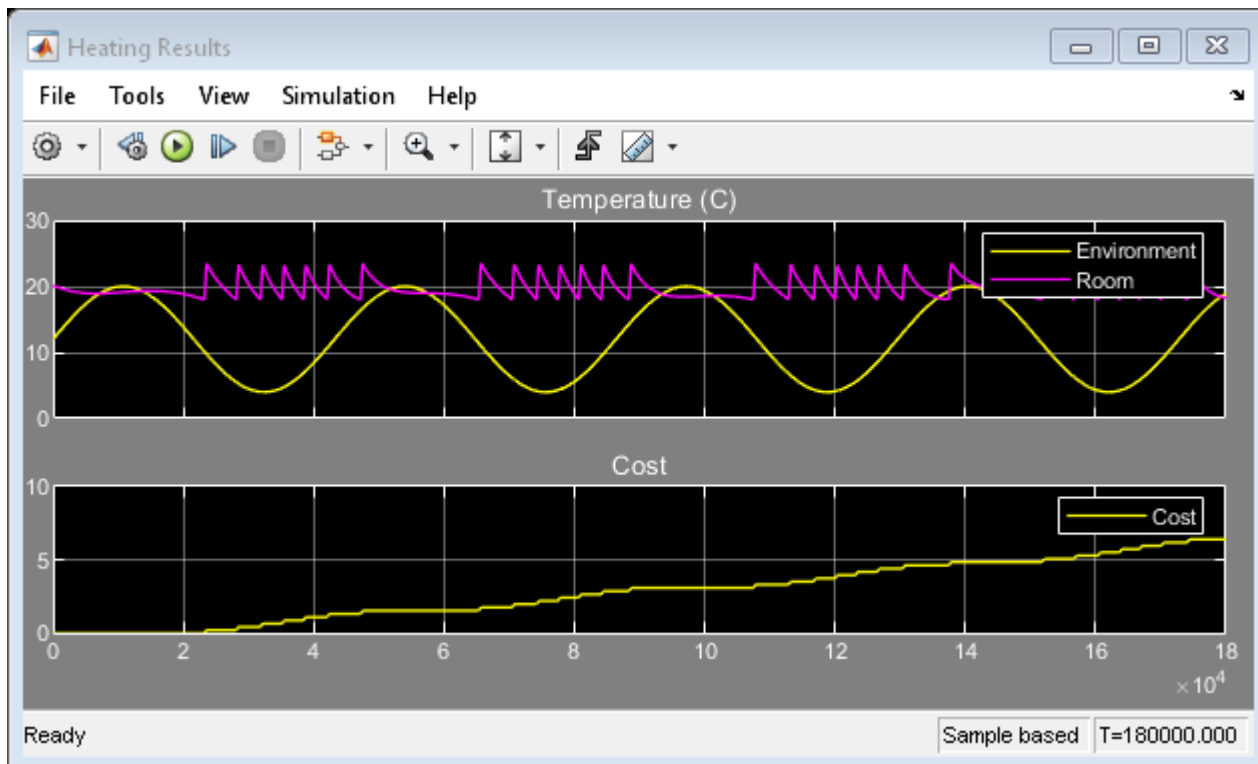 Heating Results
File Tools View Simulation Help
Temperature (C)
30
20
10
0
Environment
Room
Cost
10
5
0
Cost
0 2 4 6 8 10 12 14 16 18
×10⁴
Ready Sample based T=180000.000